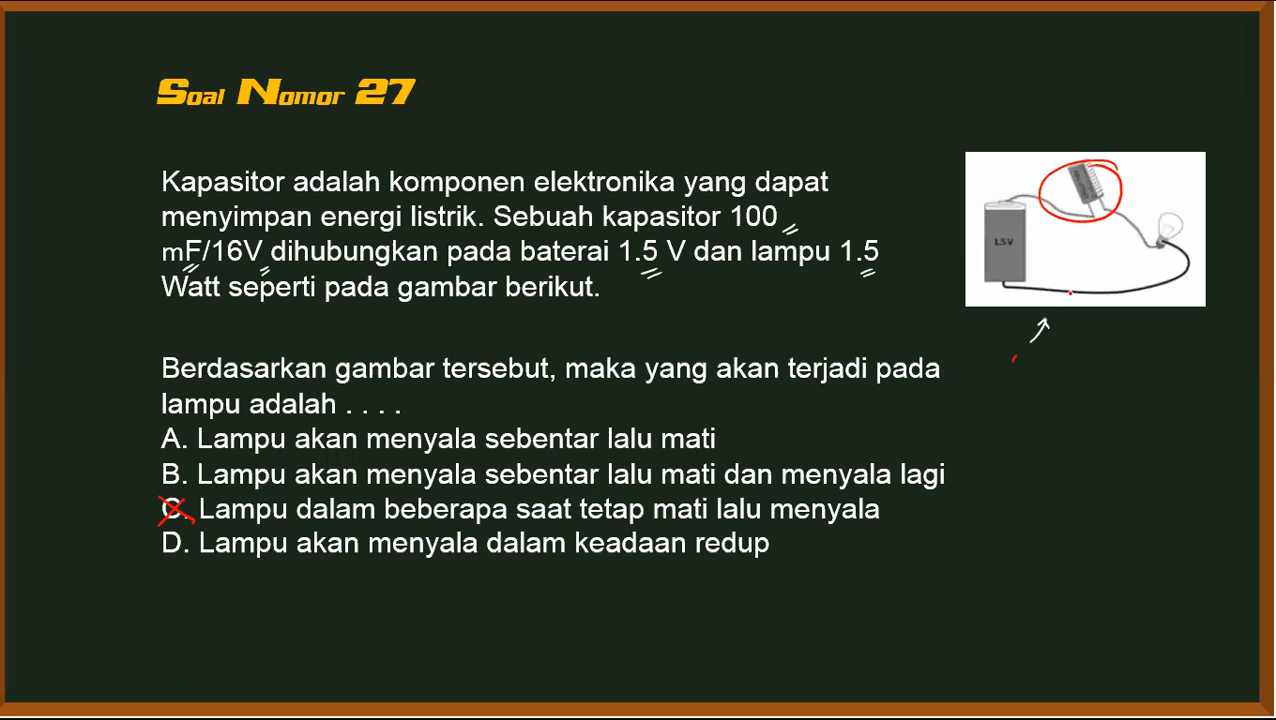 Soal Nomor 27
Kapasitor adalah komponen elektronika yang dapat
menyimpan energi listrik. Sebuah kapasitor 100
mF/16V dihubungkan pada baterai 1.5 V dan lampu 1.5
Watt seperti pada gambar berikut.
1.5 V
Berdasarkan gambar tersebut, maka yang akan terjadi pada
lampu adalah . . . .
A. Lampu akan menyala sebentar lalu mati
B. Lampu akan menyala sebentar lalu mati dan menyala lagi
C. Lampu dalam beberapa saat tetap mati lalu menyala
D. Lampu akan menyala dalam keadaan redup